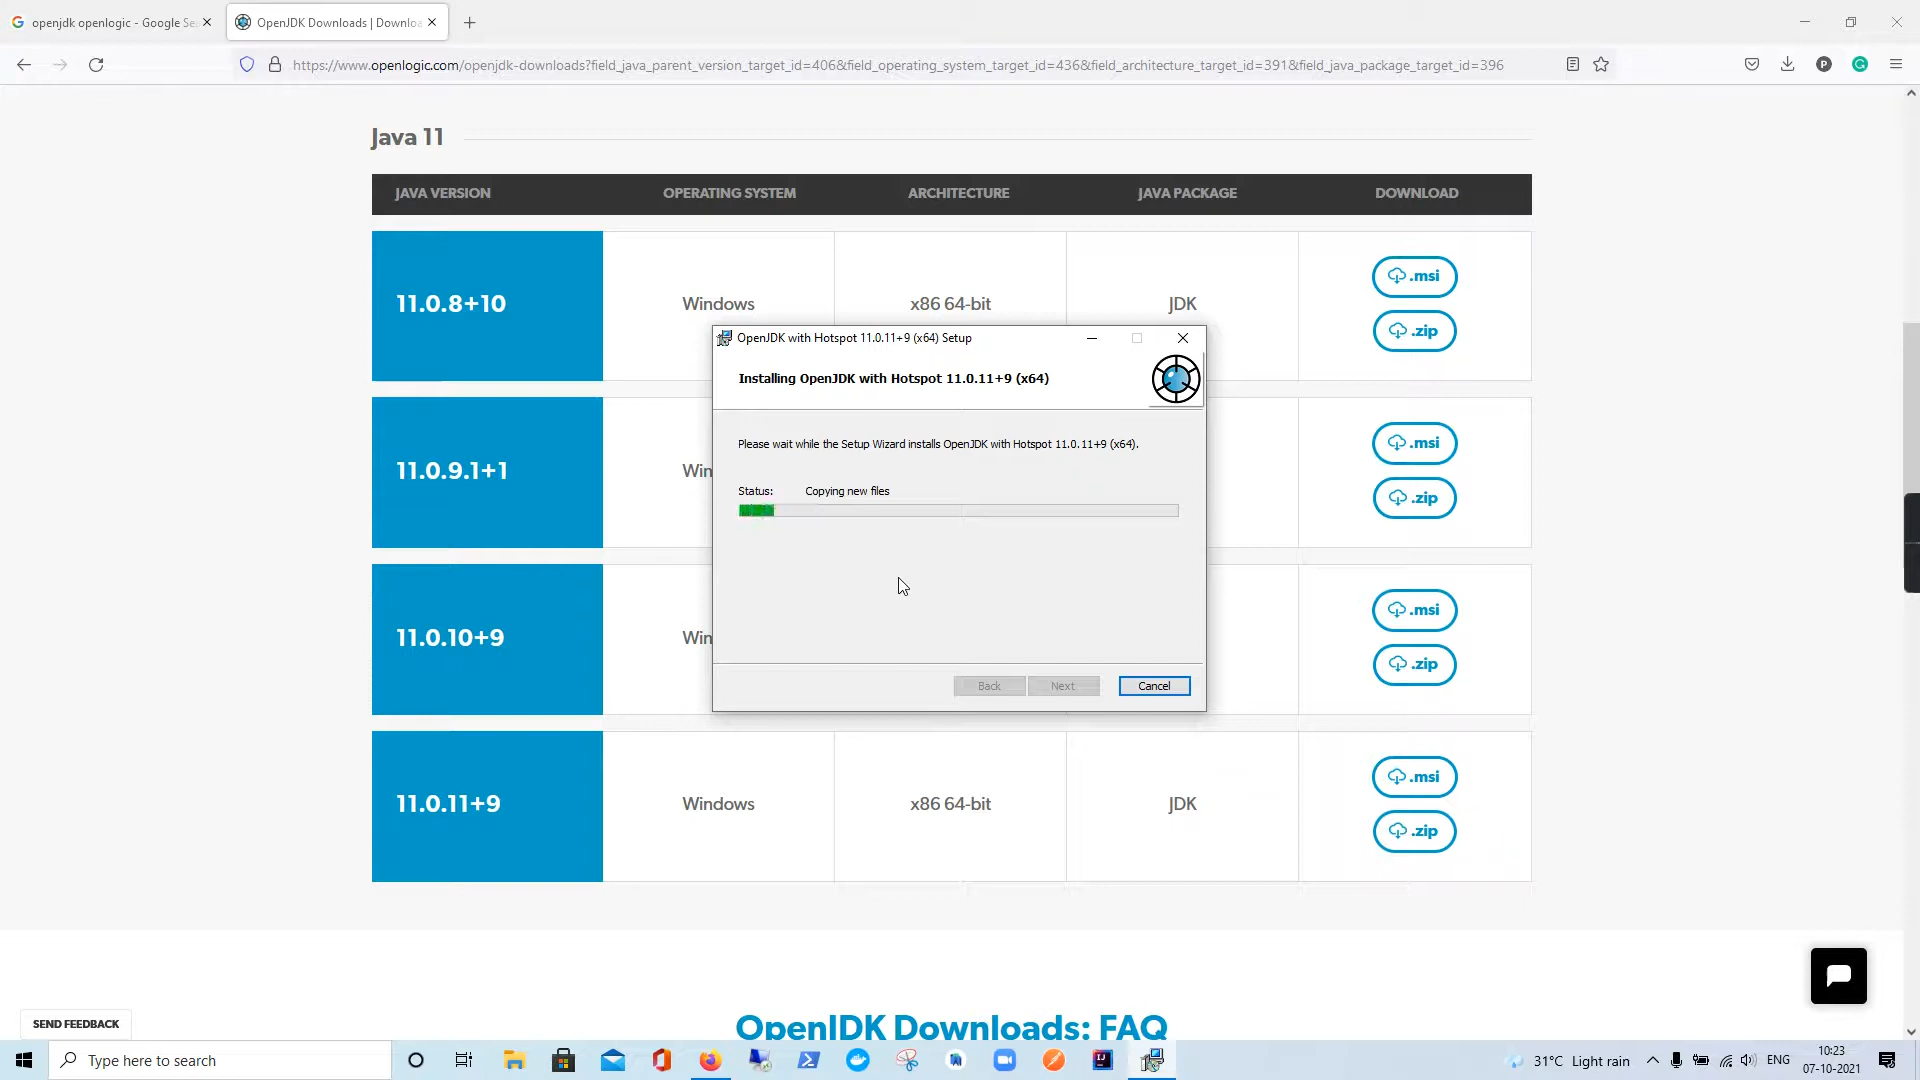 openjdk openlogic - Google Se
OpenJDK Downloads | Downloa
https://www.openlogic.com/openjdk-downloads?field_java_parent_version_target_id=406&field_operating_system_target_id=436&field_architecture_target_id=391&field_java_package_target_id=396
Java 11
JAVA VERSION OPERATING SYSTEM ARCHITECTURE JAVA PACKAGE DOWNLOAD
11.0.8+10 Windows x86 64-bit JDK
.msi
.zip
OpenJDK with Hotspot 11.0.11+9 (x64) Setup
Installing OpenJDK with Hotspot 11.0.11+9 (x64)
Please wait while the Setup Wizard installs OpenJDK with Hotspot 11.0.11+9 (x64).
Status: Copying new files
Back Next Cancel
11.0.9.1+1 Win
.msi
.zip
11.0.10+9 Win
.msi
.zip
11.0.11+9 Windows x86 64-bit JDK
.msi
.zip
OpenJDK Downloads: FAQ
SEND FEEDBACK
Type here to search
31°C Light rain
ENG
10:23
07-10-2021